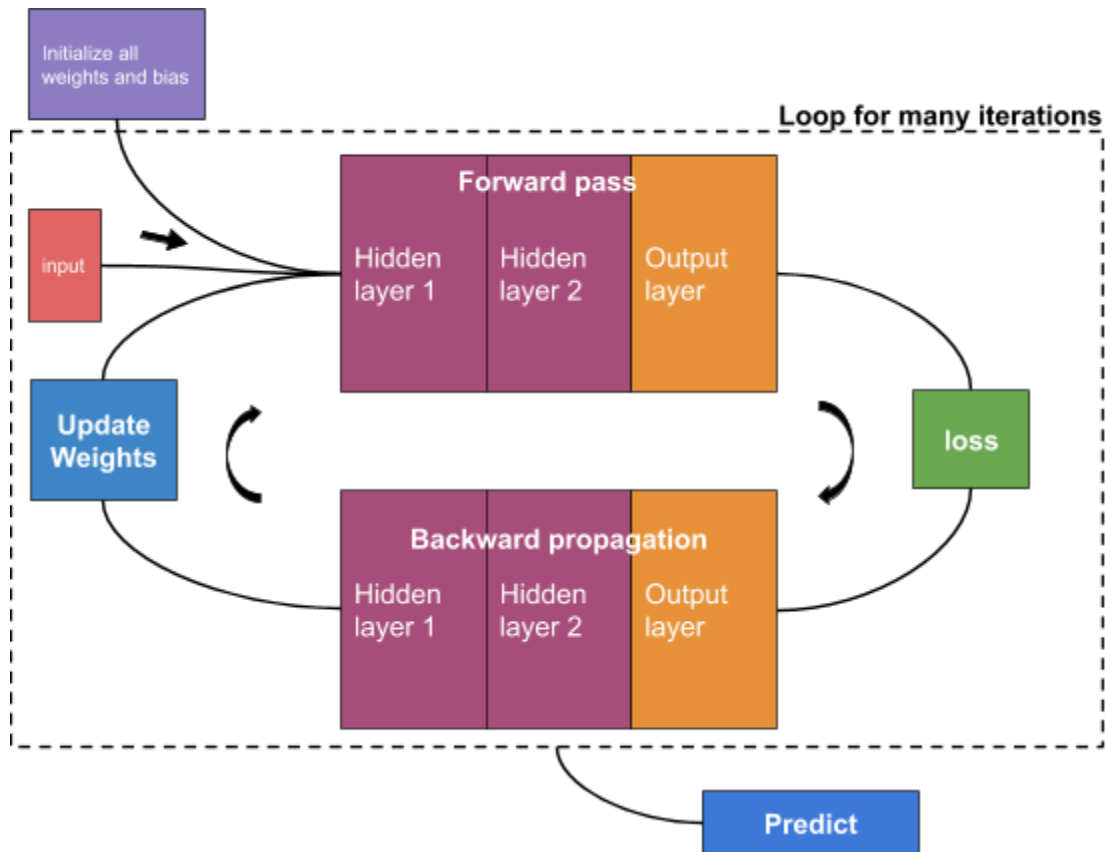 Initialize all
weights and bias
Loop for many iterations
Forward pass
input
Hidden
layer 1
Hidden
layer 2
Output
layer
Update
Weights
loss
Backward propagation
Hidden
layer 1
Hidden
layer 2
Output
layer
Predict